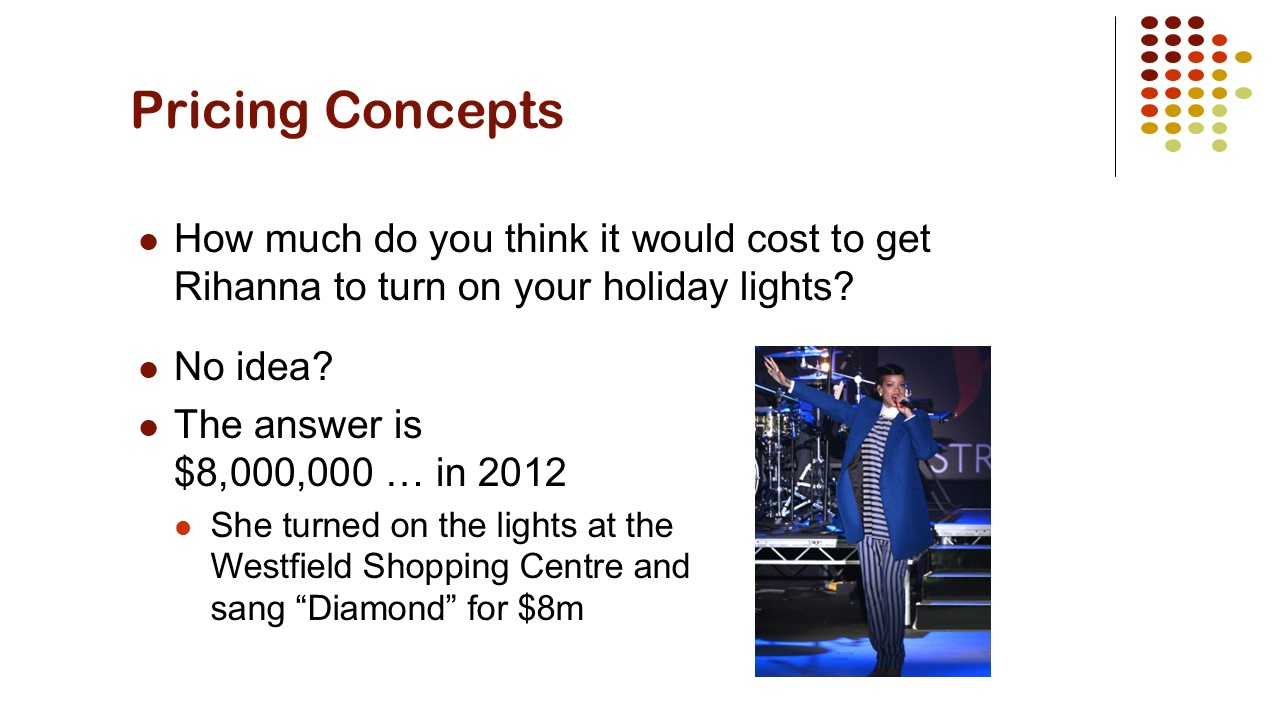 Pricing Concepts
How much do you think it would cost to get
Rihanna to turn on your holiday lights?
No idea?
The answer is
$8,000,000 … in 2012
She turned on the lights at the
Westfield Shopping Centre and
sang “Diamond” for $8m
STR